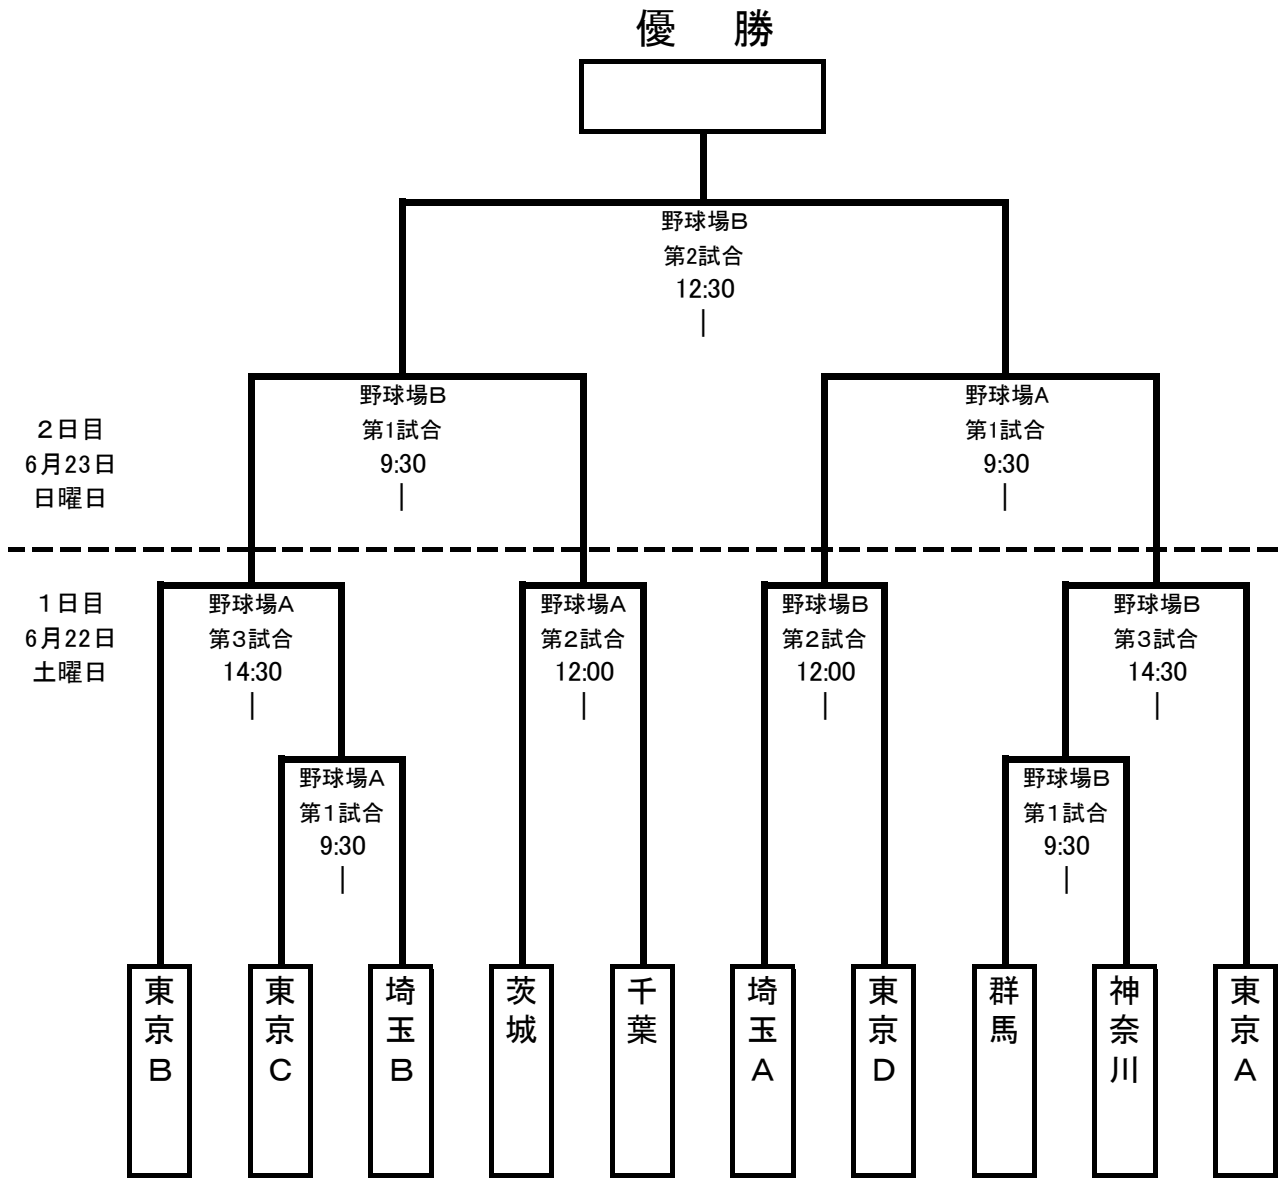 優　勝
野球場B
第2試合
12:30
|
野球場B
第1試合
9:30
|
野球場A
第1試合
9:30
|
２日目
6月23日
日曜日
１日目
6月22日
土曜日
野球場A
第３試合
14:30
|
野球場A
第２試合
12:00
|
野球場B
第２試合
12:00
|
野球場B
第３試合
14:30
|
野球場A
第１試合
9:30
|
野球場B
第１試合
9:30
|
東京B
東京C
埼玉B
茨城
千葉
埼玉A
東京D
群馬
神奈川
東京A